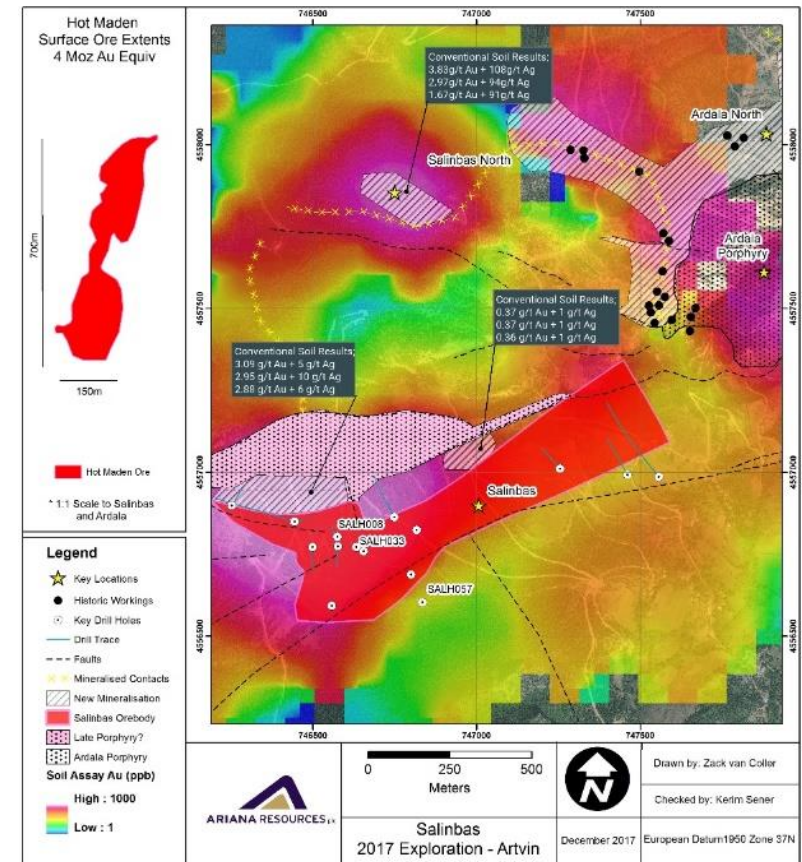 Hot Maden
Surface Ore Extents
4 Moz Au Equiv
700m
150m
Hot Maden Ore
* 1:1 Scale to Salinbas
and Ardala
Legend
Key Locations
Historic Workings
Key Drill Holes
Drill Trace
Faults
Mineralised Contacts
New Mineralisation
Salinbas Orebody
Late Porphyry?
Ardala Porphyry
Soil Assay Au (ppb)
High : 1000
Low : 1
746500
747000
747500
4558000
4557500
4557000
4556500
Conventional Soil Results;
3.83g/t Au + 108g/t Ag
2.97g/t Au + 94g/t Ag
1.67g/t Au + 91g/t Ag
Salinbas North
Ardala North
Ardala
Porphyry
Conventional Soil Results;
0.37 g/t Au + 1 g/t Ag
0.37 g/t Au + 1 g/t Ag
0.36 g/t Au + 1 g/t Ag
Conventional Soil Results;
3.09 g/t Au + 5 g/t Ag
2.95 g/t Au + 10 g/t Ag
2.88 g/t Au + 6 g/t Ag
Salinbas
SALH008
SALH033
SALH057
4558000
4557500
4557000
4556500
746500
747000
747500
ARIANA RESOURCES
0 250 500
Meters
Salinbas
2017 Exploration - Artvin
N
December 2017
Drawn by: Zack van Coller
Checked by: Kerim Sener
European Datum1950 Zone 37N